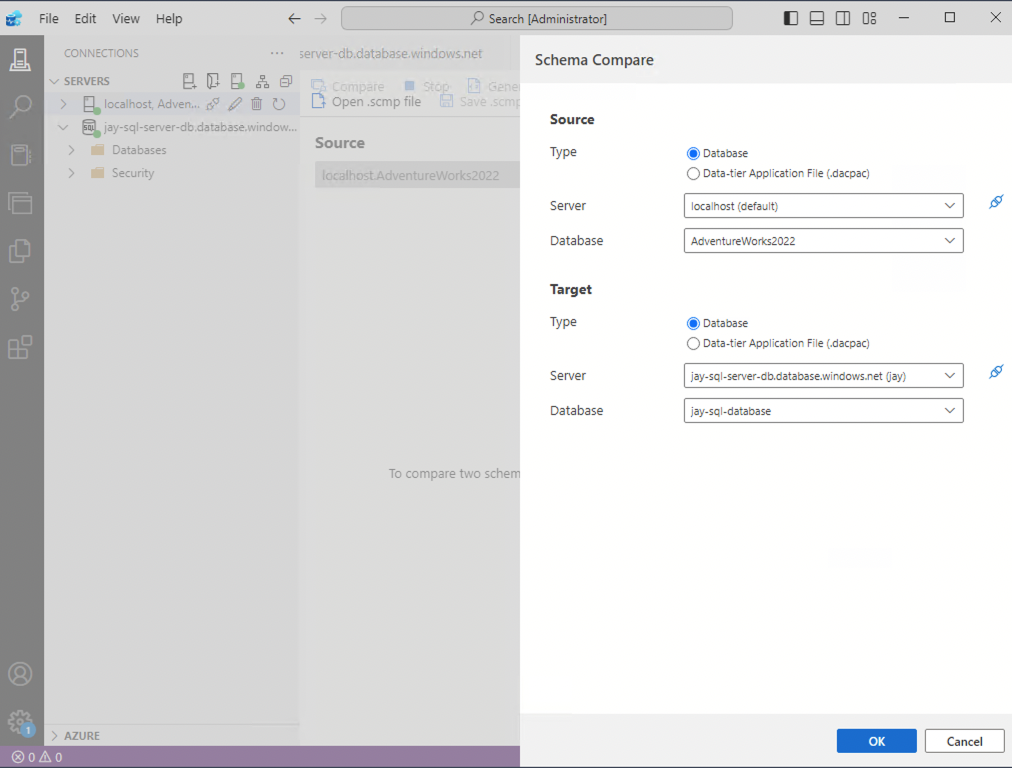 File Edit View Help Search [Administrator]
CONNECTIONS ···
server-db.database.windows.net
SERVERS
localhost, Adven...
jay-sql-server-db.database.window...
Databases
Security
Compare Stop Gene
Open .scmp file Save .scmp
Source
localhost.AdventureWorks2022
To compare two schem
Schema Compare
Source
Type Database
Data-tier Application File (.dacpac)
Server localhost (default)
Database AdventureWorks2022
Target
Type Database
Data-tier Application File (.dacpac)
Server jay-sql-server-db.database.windows.net (jay)
Database jay-sql-database
OK Cancel
1
AZURE
0 0